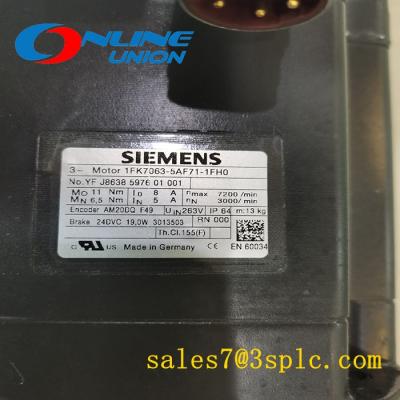 ONLINE
UNION
SIEMENS
3~ Motor 1FK7063-5AF71-1FH0
No.YF J8638 5976 01 001
M0 11 Nm I0 8 A nmax 7200 /min
MN 6,5 Nm IN 5 A nN 3000 /min
Encoder AM20DQ F49 UIN 263V IP 64 m:13 kg
Brake 24VDC 19,0W 3013503 RN 000
Th.Cl.155(F)
c UR us Made in Germany CE EN 60034
sales7@3splc.com